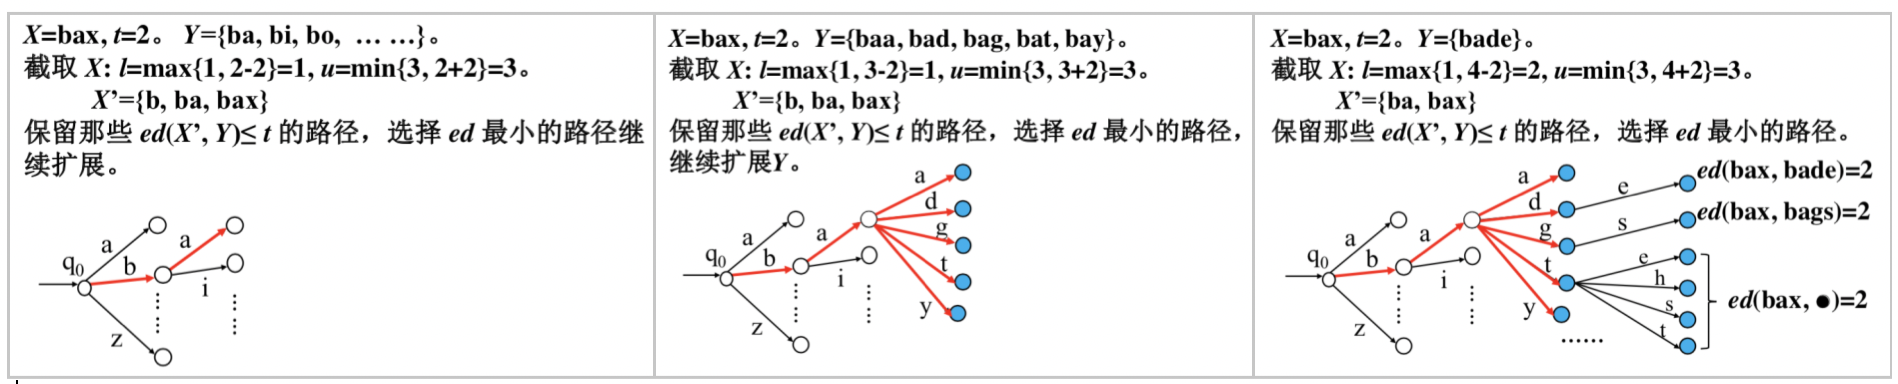 X=bax, t=2。 Y={ba, bi, bo, … …}。
截取 X: l=max{1, 2-2}=1, u=min{3, 2+2}=3。
X’={b, ba, bax}
保留那些 ed(X’, Y)≤ t 的路径，选择 ed 最小的路径继
续扩展。
a
a
q₀
b
i
z
X=bax, t=2。Y={baa, bad, bag, bat, bay}。
截取 X: l=max{1, 3-2}=1, u=min{3, 3+2}=3。
X’={b, ba, bax}
保留那些 ed(X’, Y)≤ t 的路径，选择 ed 最小的路径，
继续扩展Y。
a
d
g
t
y
a
a
q₀
b
i
z
X=bax, t=2。Y={bade}。
截取 X: l=max{1, 4-2}=2, u=min{3, 4+2}=3。
X’={ba, bax}
保留那些 ed(X’, Y)≤ t 的路径，选择 ed 最小的路径。
a
d
g
t
y
e
ed(bax, bade)=2
s
ed(bax, bags)=2
e
h
s
t
ed(bax, ●)=2
a
a
q₀
b
i
z
……